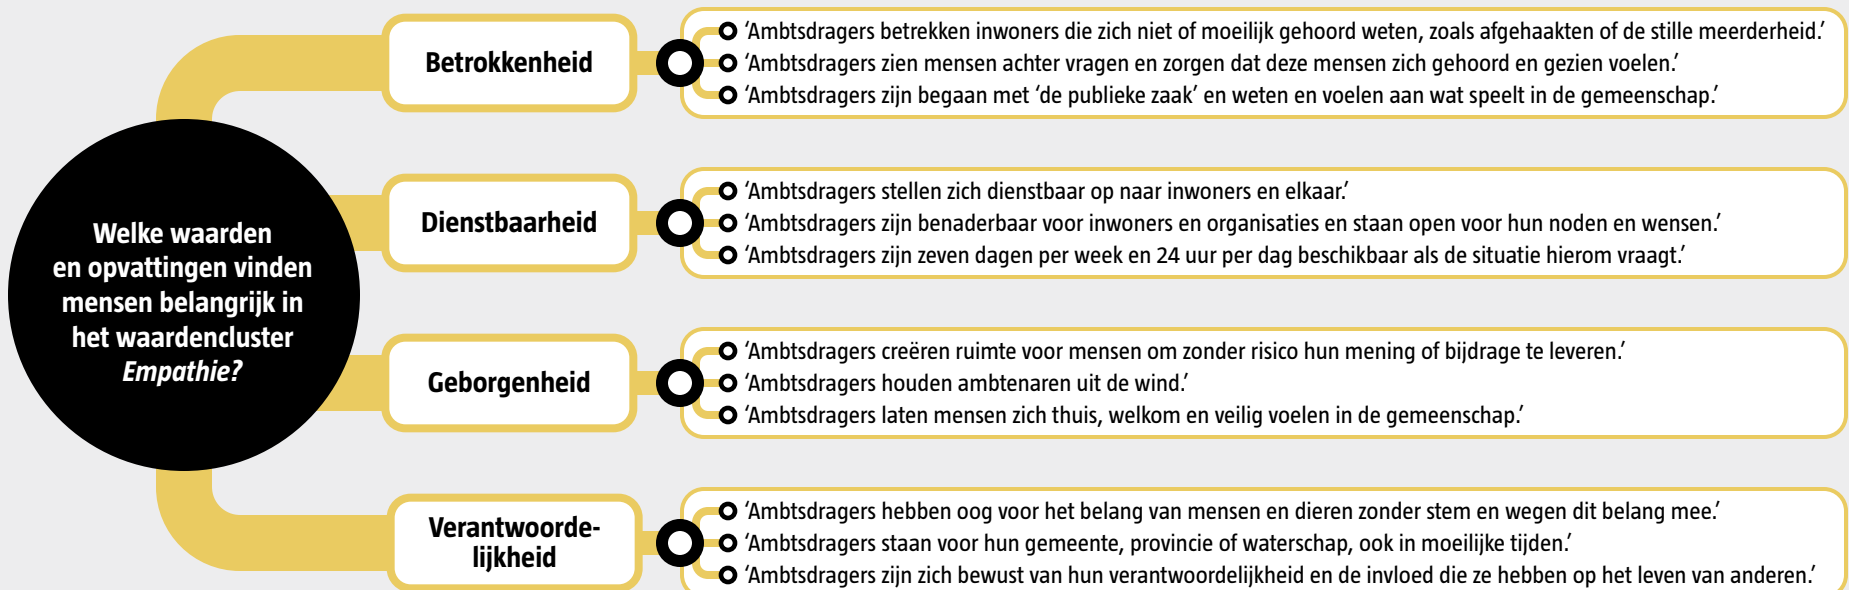 Welke waarden
en opvattingen vinden
mensen belangrijk in
het waardencluster
Empathie?
Betrokkenheid
‘Ambtsdragers betrekken inwoners die zich niet of moeilijk gehoord weten, zoals afgehaakten of de stille meerderheid.’
‘Ambtsdragers zien mensen achter vragen en zorgen dat deze mensen zich gehoord en gezien voelen.’
‘Ambtsdragers zijn begaan met ‘de publieke zaak’ en weten en voelen aan wat speelt in de gemeenschap.’
Dienstbaarheid
‘Ambtsdragers stellen zich dienstbaar op naar inwoners en elkaar.’
‘Ambtsdragers zijn benaderbaar voor inwoners en organisaties en staan open voor hun noden en wensen.’
‘Ambtsdragers zijn zeven dagen per week en 24 uur per dag beschikbaar als de situatie hierom vraagt.’
Geborgenheid
‘Ambtsdragers creëren ruimte voor mensen om zonder risico hun mening of bijdrage te leveren.’
‘Ambtsdragers houden ambtenaren uit de wind.’
‘Ambtsdragers laten mensen zich thuis, welkom en veilig voelen in de gemeenschap.’
Verantwoorde-
lijkheid
‘Ambtsdragers hebben oog voor het belang van mensen en dieren zonder stem en wegen dit belang mee.’
‘Ambtsdragers staan voor hun gemeente, provincie of waterschap, ook in moeilijke tijden.’
‘Ambtsdragers zijn zich bewust van hun verantwoordelijkheid en de invloed die ze hebben op het leven van anderen.’